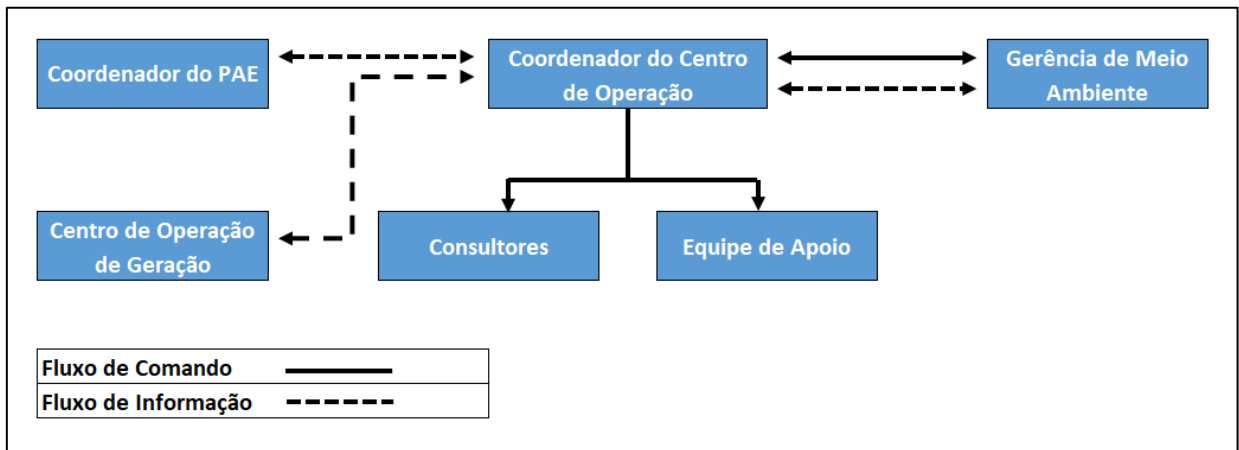 Coordenador do PAE
Coordenador do Centro
de Operação
Gerência de Meio
Ambiente
Centro de Operação
de Geração
Consultores
Equipe de Apoio
Fluxo de Comando
Fluxo de Informação